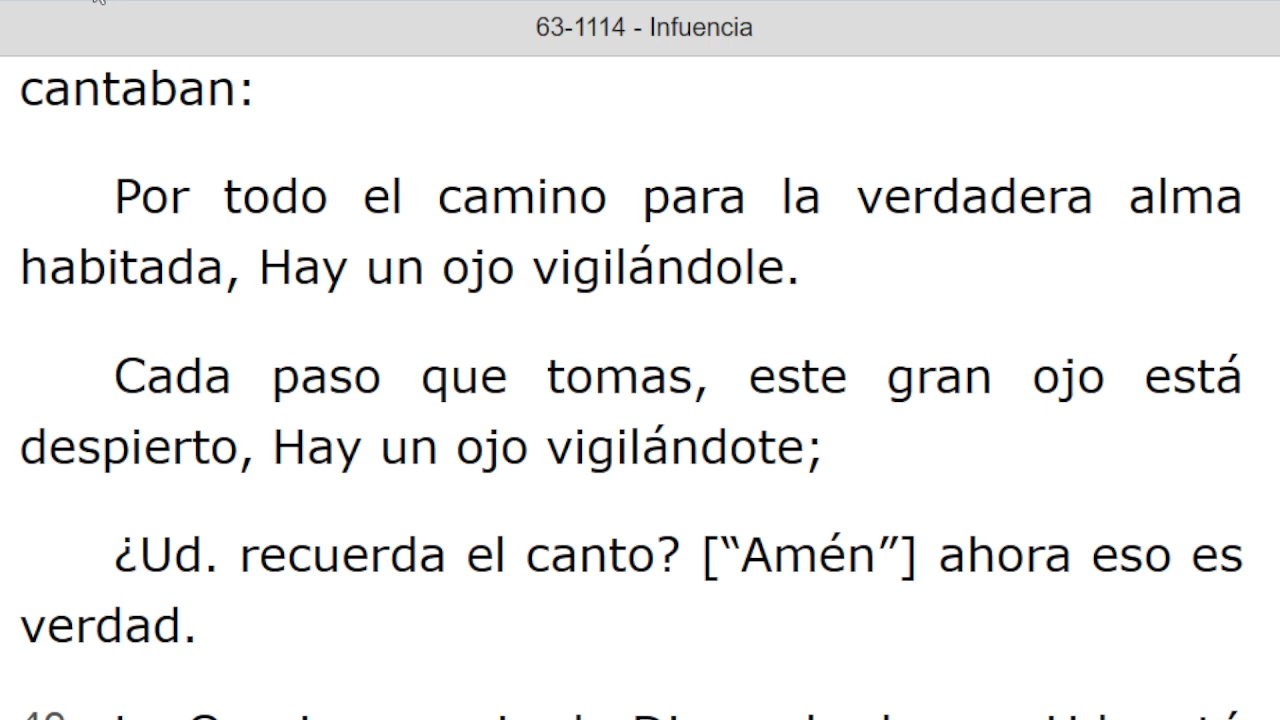 63-1114 - Infuencia
cantaban:
Por todo el camino para la verdadera alma
habitada, Hay un ojo vigilándole.
Cada paso que tomas, este gran ojo está
despierto, Hay un ojo vigilándote;
¿Ud. recuerda el canto? [“Amén”] ahora eso es
verdad.